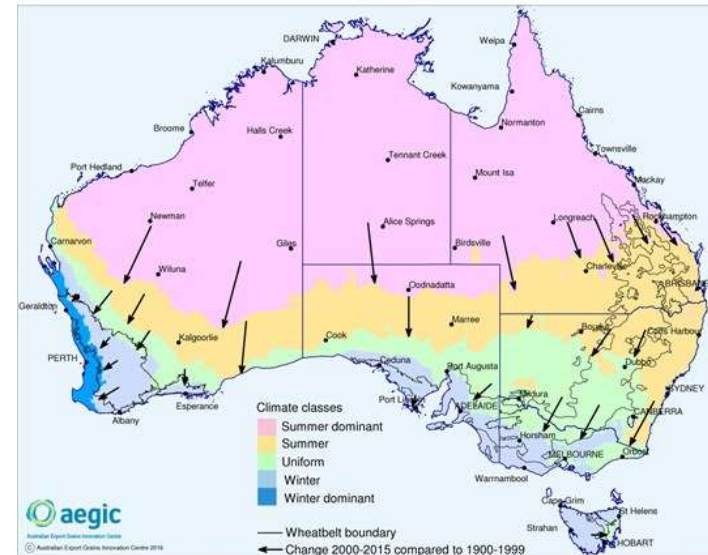 DARWIN
Weipa
Kalumburu
Katherine
Kowanyama
Cairns
Broome
Halls Creek
Normanton
Tennant Creek
Townsville
Port Hedland
Mount Isa
Mackay
Telfer
Newman
Longreach
Rockhampton
Alice Springs
Carnarvon
Giles
Birdsville
Wiluna
Charleville
Oodnadatta
BRISBANE
Geraldton
Marree
Bourke
Coffs Harbour
Kalgoorlie
Cook
PERTH
Ceduna
Port Augusta
Dubbo
Esperance
Port Lincoln
SYDNEY
Albany
ADELAIDE
Mildura
CANBERRA
Horsham
MELBOURNE
Orbost
Warrnambool
Climate classes
Summer dominant
Summer
Uniform
Winter
Winter dominant
Cape Grim
St Helens
Strahan
HOBART
aegic
Australian Export Grains Innovation Centre
© Australian Export Grains Innovation Centre 2016
Wheatbelt boundary
Change 2000-2015 compared to 1900-1999